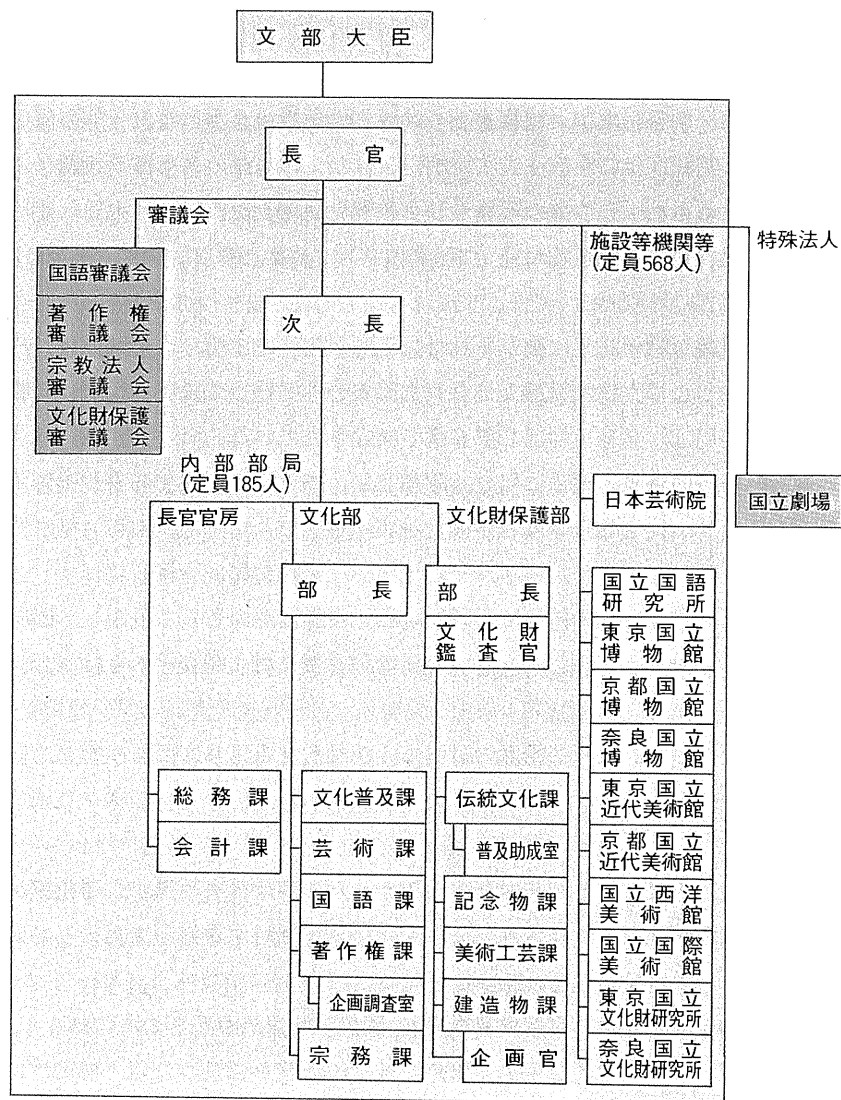 文部大臣
長官
審議会
国語審議会
著作権
審議会
宗教法人
審議会
文化財保護
審議会
次長
施設等機関等
(定員568人)
特殊法人
国立劇場
内部部局
(定員185人)
長官官房
総務課
会計課
文化部
部長
文化普及課
芸術課
国語課
著作権課
企画調査室
宗務課
文化財保護部
部長
文化財
鑑査官
伝統文化課
普及助成室
記念物課
美術工芸課
建造物課
企画官
日本芸術院
国立国語
研究所
東京国立
博物館
京都国立
博物館
奈良国立
博物館
東京国立
近代美術館
京都国立
近代美術館
国立西洋
美術館
国立国際
美術館
東京国立
文化財研究所
奈良国立
文化財研究所